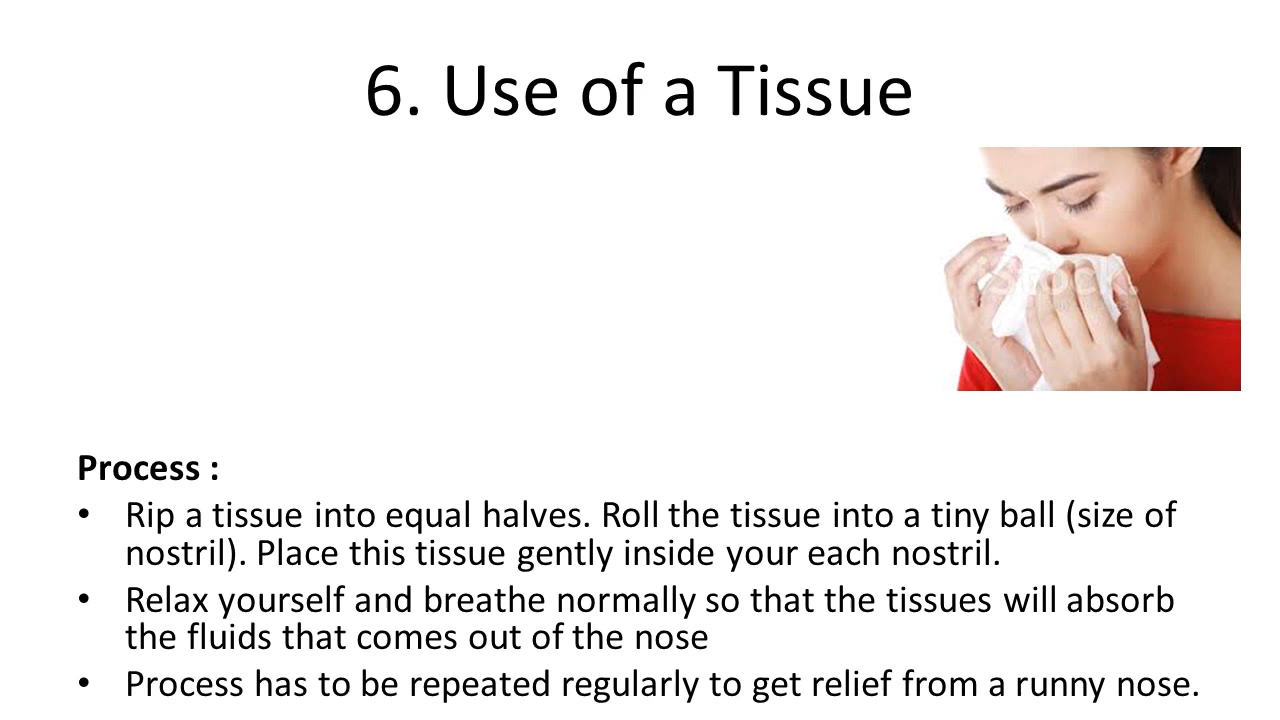 6. Use of a Tissue
iStock.
Process :
• Rip a tissue into equal halves. Roll the tissue into a tiny ball (size of
nostril). Place this tissue gently inside your each nostril.
• Relax yourself and breathe normally so that the tissues will absorb
the fluids that comes out of the nose
• Process has to be repeated regularly to get relief from a runny nose.